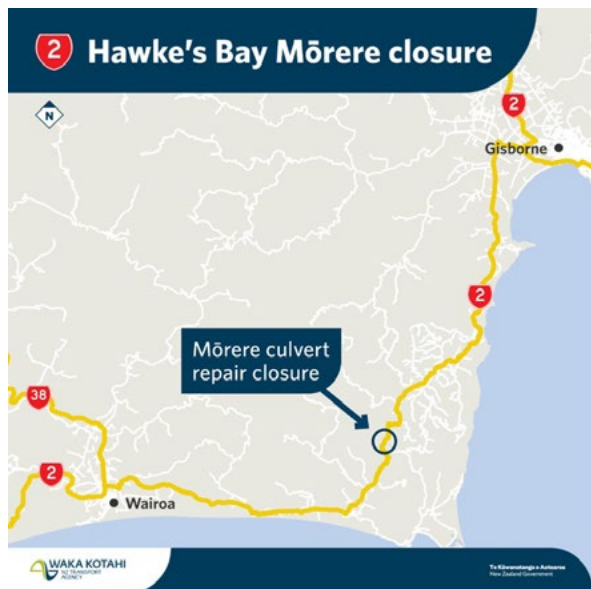 2 Hawke's Bay Mōrere closure
N
2
Gisborne
2
Mōrere culvert
repair closure
38
2
Wairoa
WAKA KOTAHI
NZ TRANSPORT
AGENCY
Te Kāwanatanga o Aotearoa
New Zealand Government